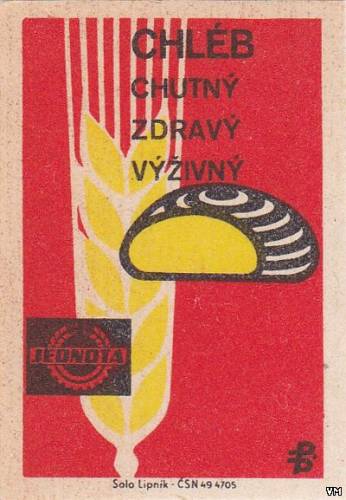 CHLÉB
CHUTNÝ
ZDRAVÝ
VÝŽIVNÝ
JEDNOTA
Solo Lipník - ČSN 49 4705
VM